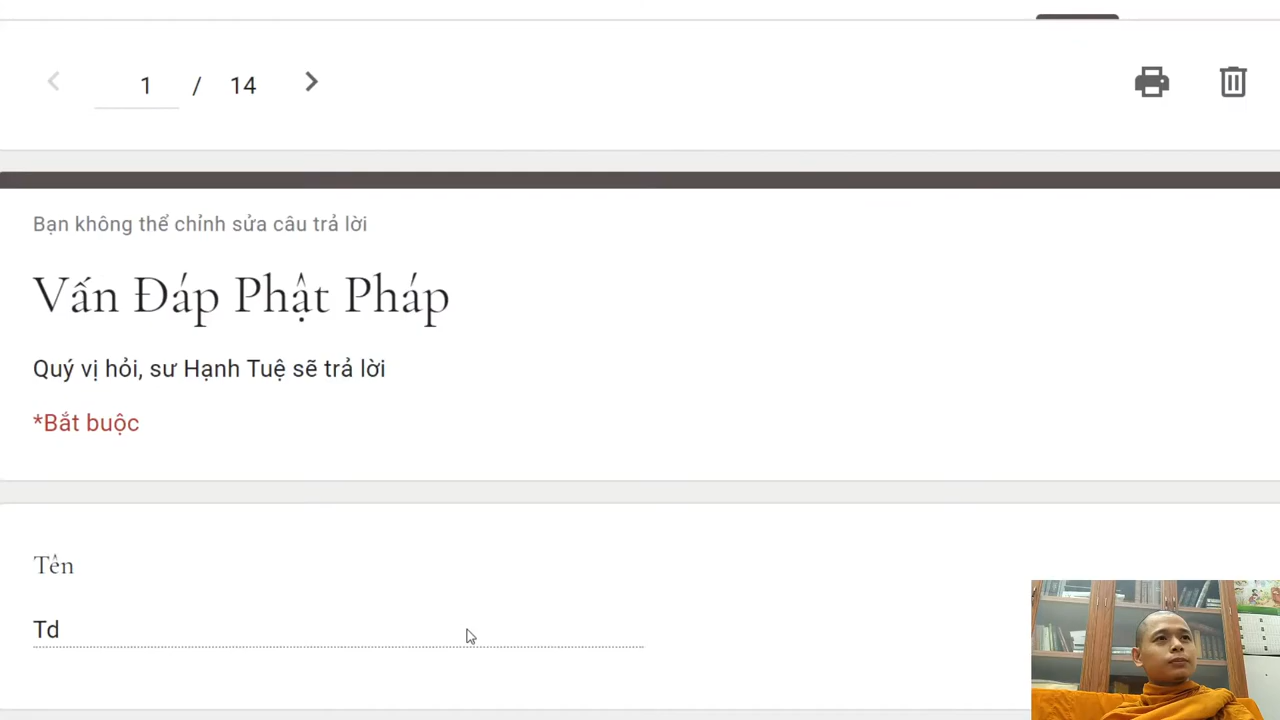 1 / 14
Bạn không thể chỉnh sửa câu trả lời
Vấn Đáp Phật Pháp
Quý vị hỏi, sư Hạnh Tuệ sẽ trả lời
*Bắt buộc
Tên
Td